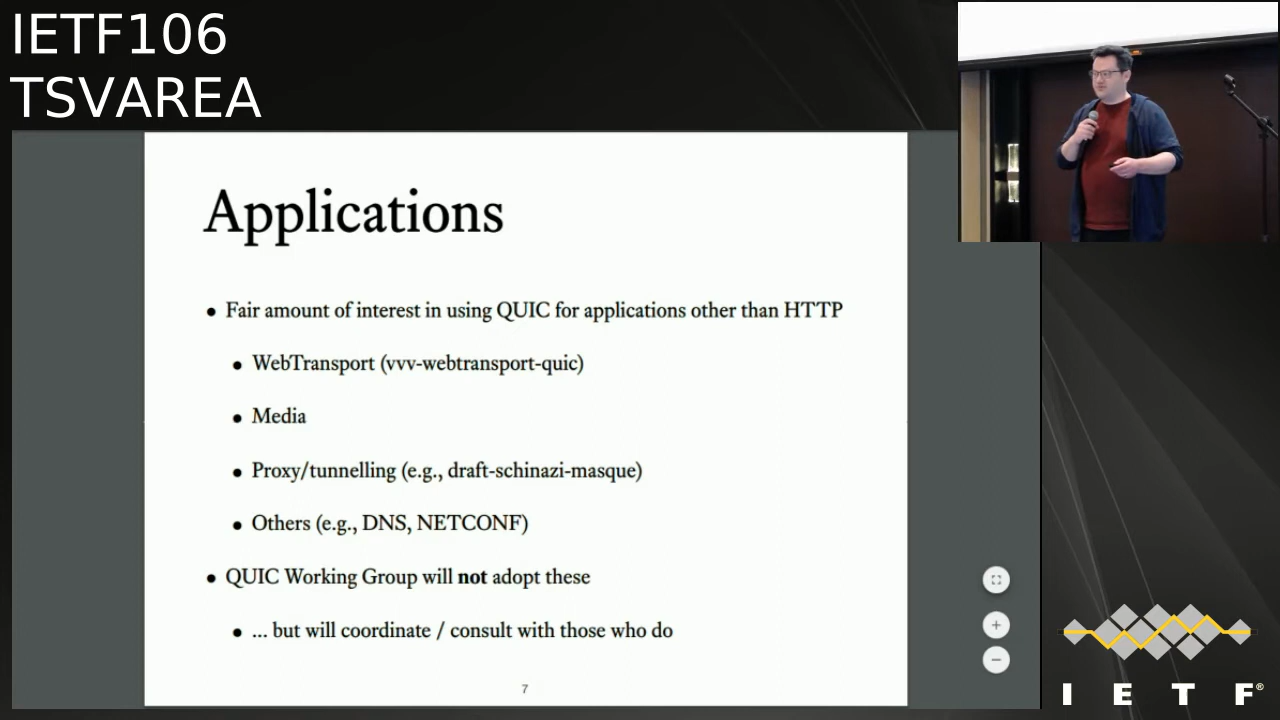 IETF106
TSVAREA
Applications
• Fair amount of interest in using QUIC for applications other than HTTP
• WebTransport (vvv-webtransport-quic)
• Media
• Proxy/tunnelling (e.g., draft-schinazi-masque)
• Others (e.g., DNS, NETCONF)
• QUIC Working Group will not adopt these
• ... but will coordinate / consult with those who do
7
I E T F®